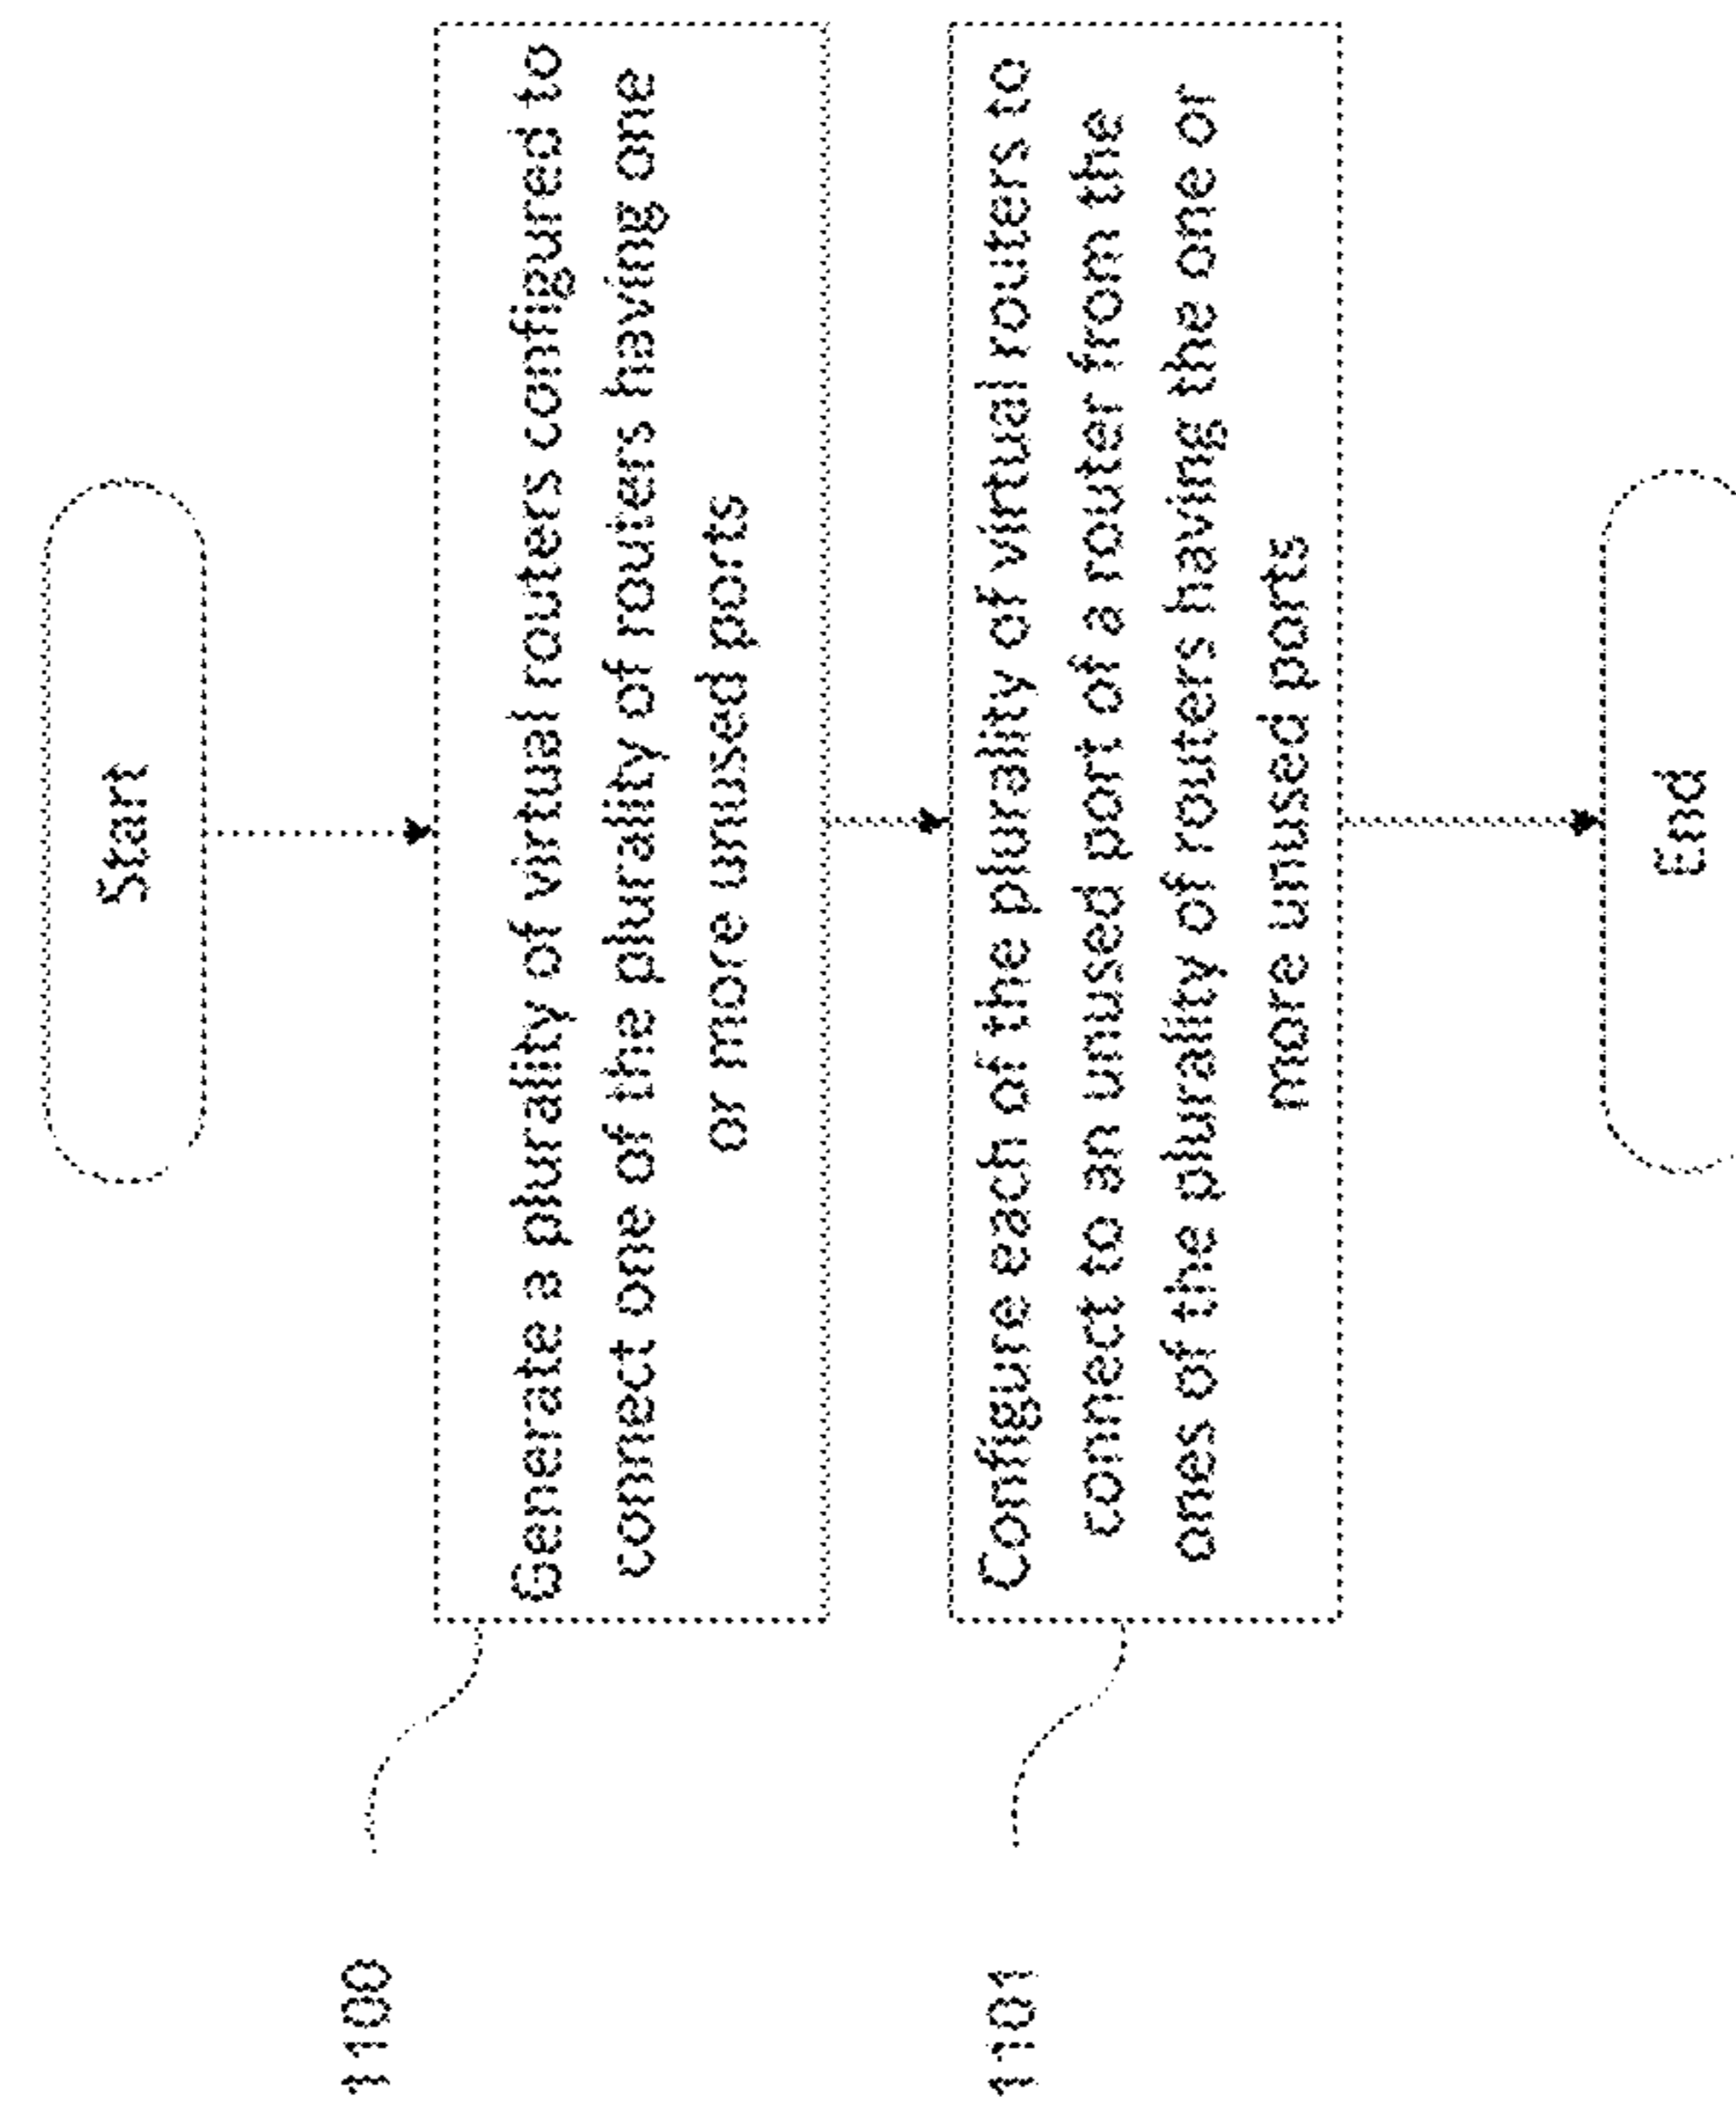 Start
1100
Generate a plurality of virtual routers configured to
connect one of the plurality of routers having one
or more unused ports
1101
Configure each of the plurality of virtual routers to
connect to an unused port of a router from the
ones of the plurality of routers having the one or
more unused ports
End